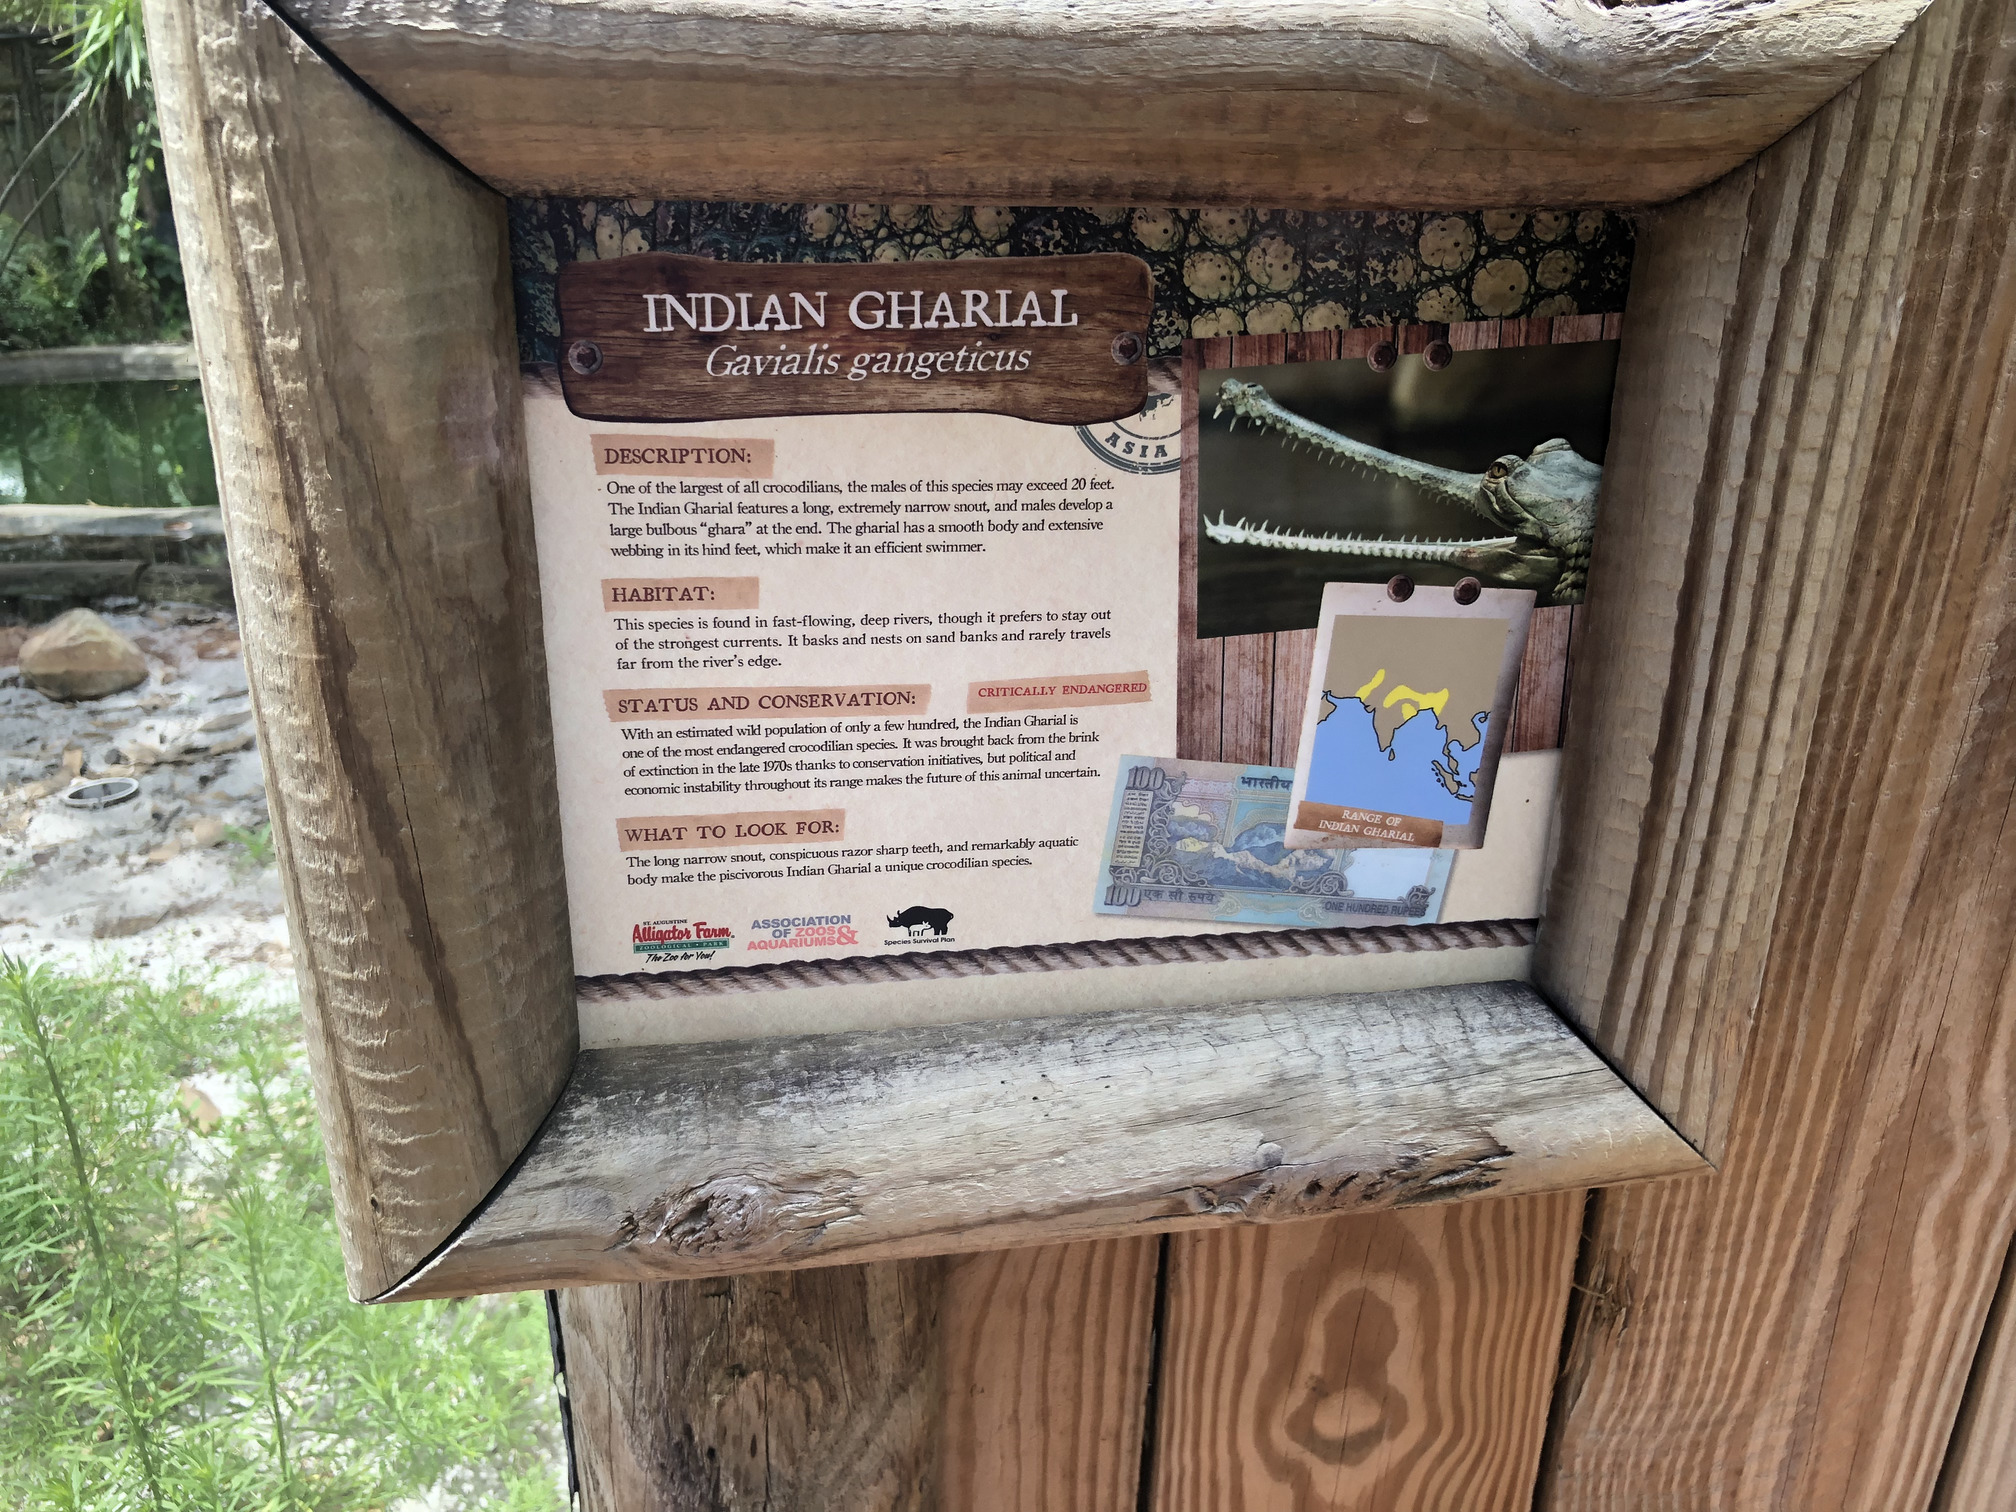 INDIAN GHARIAL
Gavialis gangeticus
ASIA
DESCRIPTION:
One of the largest of all crocodilians, the males of this species may exceed 20 feet.
The Indian Gharial features a long, extremely narrow snout, and males develop a
large bulbous “ghara” at the end. The gharial has a smooth body and extensive
webbing in its hind feet, which make it an efficient swimmer.
HABITAT:
This species is found in fast-flowing, deep rivers, though it prefers to stay out
of the strongest currents. It basks and nests on sand banks and rarely travels
far from the river’s edge.
STATUS AND CONSERVATION:
CRITICALLY ENDANGERED
With an estimated wild population of only a few hundred, the Indian Gharial is
one of the most endangered crocodilian species. It was brought back from the brink
of extinction in the late 1970s thanks to conservation initiatives, but political and
economic instability throughout its range makes the future of this animal uncertain.
WHAT TO LOOK FOR:
The long narrow snout, conspicuous razor sharp teeth, and remarkably aquatic
body make the piscivorous Indian Gharial a unique crocodilian species.
ST. AUGUSTINE
Alligator Farm
ZOOLOGICAL • PARK
The Zoo for You!
ASSOCIATION
OF ZOOS
AQUARIUMS&
Species Survival Plan
100
भारतीय
100 एक सौ रुपये
ONE HUNDRED RUPEES
RANGE OF
INDIAN GHARIAL